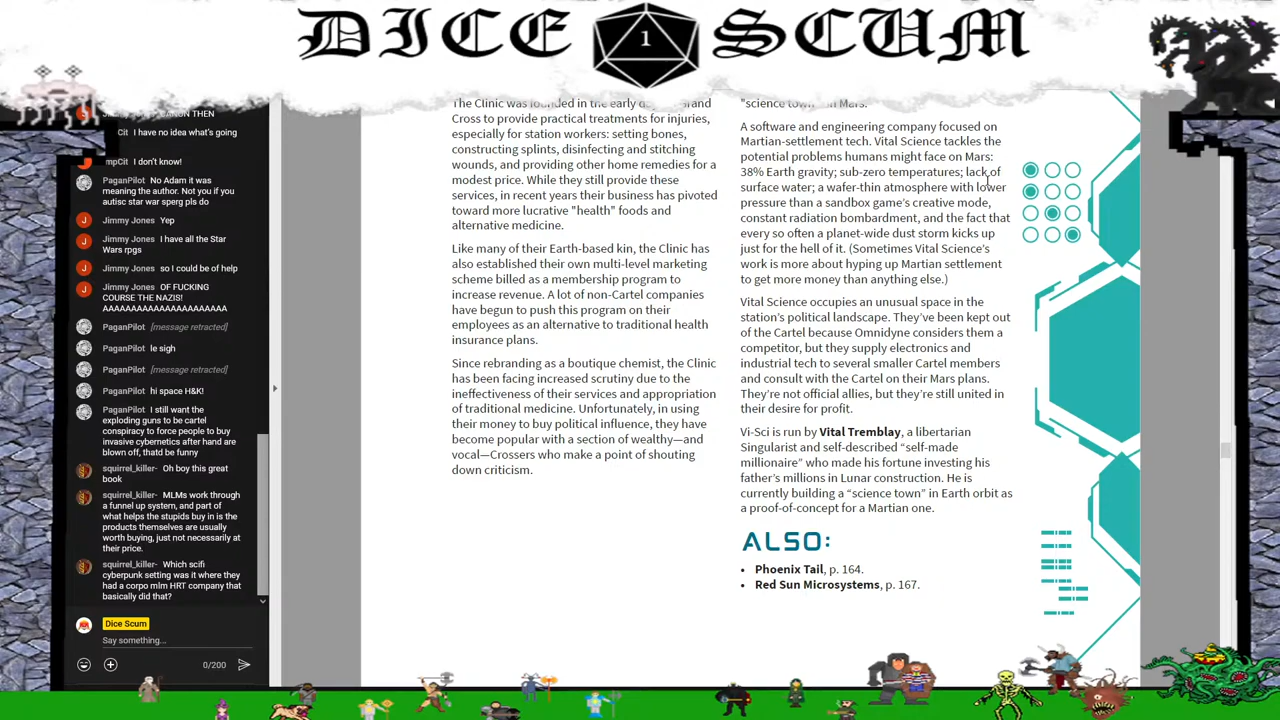 DICE 1 SCUM
CANON THEN
Cit I have no idea what's going
mpCit I don't know!
PaganPilot No Adam it was
meaning the author. Not you if you
autisc star war sperg pls do
Jimmy Jones Yep
Jimmy Jones I have all the Star
Wars rpgs
Jimmy Jones so I could be of help
Jimmy Jones OF FUCKING
COURSE THE NAZIS!
AAAAAAAAAAAAAAAAAAAAAAA
PaganPilot [message retracted]
PaganPilot le sigh
PaganPilot [message retracted]
PaganPilot hi space H&K!
PaganPilot I still want the
exploding guns to be cartel
conspiracy to force people to buy
invasive cybernetics after hand are
blown off, thatd be funny
squirrel_killer- Oh boy this great
book
squirrel_killer- MLMs work through
a funnel up system, and part of
what helps the stupids buy in is the
products themselves are usually
worth buying, just not necessarily at
their price.
squirrel_killer- Which scifi
cyberpunk setting was it where they
had a corpo mlm HRT company that
basically did that?
Dice Scum
Say something...
0/200
The Clinic was founded in the early Grand
Cross to provide practical treatments for injuries,
especially for station workers: setting bones,
constructing splints, disinfecting and stitching
wounds, and providing other home remedies for a
modest price. While they still provide these
services, in recent years their business has pivoted
toward more lucrative "health" foods and
alternative medicine.
Like many of their Earth-based kin, the Clinic has
also established their own multi-level marketing
scheme billed as a membership program to
increase revenue. A lot of non-Cartel companies
have begun to push this program on their
employees as an alternative to traditional health
insurance plans.
Since rebranding as a boutique chemist, the Clinic
has been facing increased scrutiny due to the
ineffectiveness of their services and appropriation
of traditional medicine. Unfortunately, in using
their money to buy political influence, they have
become popular with a section of wealthy—and
vocal—Crossers who make a point of shouting
down criticism.
"science town" on Mars.
A software and engineering company focused on
Martian-settlement tech. Vital Science tackles the
potential problems humans might face on Mars:
38% Earth gravity; sub-zero temperatures; lack of
surface water; a wafer-thin atmosphere with lower
pressure than a sandbox game's creative mode,
constant radiation bombardment, and the fact that
every so often a planet-wide dust storm kicks up
just for the hell of it. (Sometimes Vital Science's
work is more about hyping up Martian settlement
to get more money than anything else.)
Vital Science occupies an unusual space in the
station's political landscape. They've been kept out
of the Cartel because Omnidyne considers them a
competitor, but they supply electronics and
industrial tech to several smaller Cartel members
and consult with the Cartel on their Mars plans.
They're not official allies, but they're still united in
their desire for profit.
Vi-Sci is run by Vital Tremblay, a libertarian
Singularist and self-described "self-made
millionaire" who made his fortune investing his
father's millions in Lunar construction. He is
currently building a "science town" in Earth orbit as
a proof-of-concept for a Martian one.
ALSO:
• Phoenix Tail, p. 164.
• Red Sun Microsystems, p. 167.